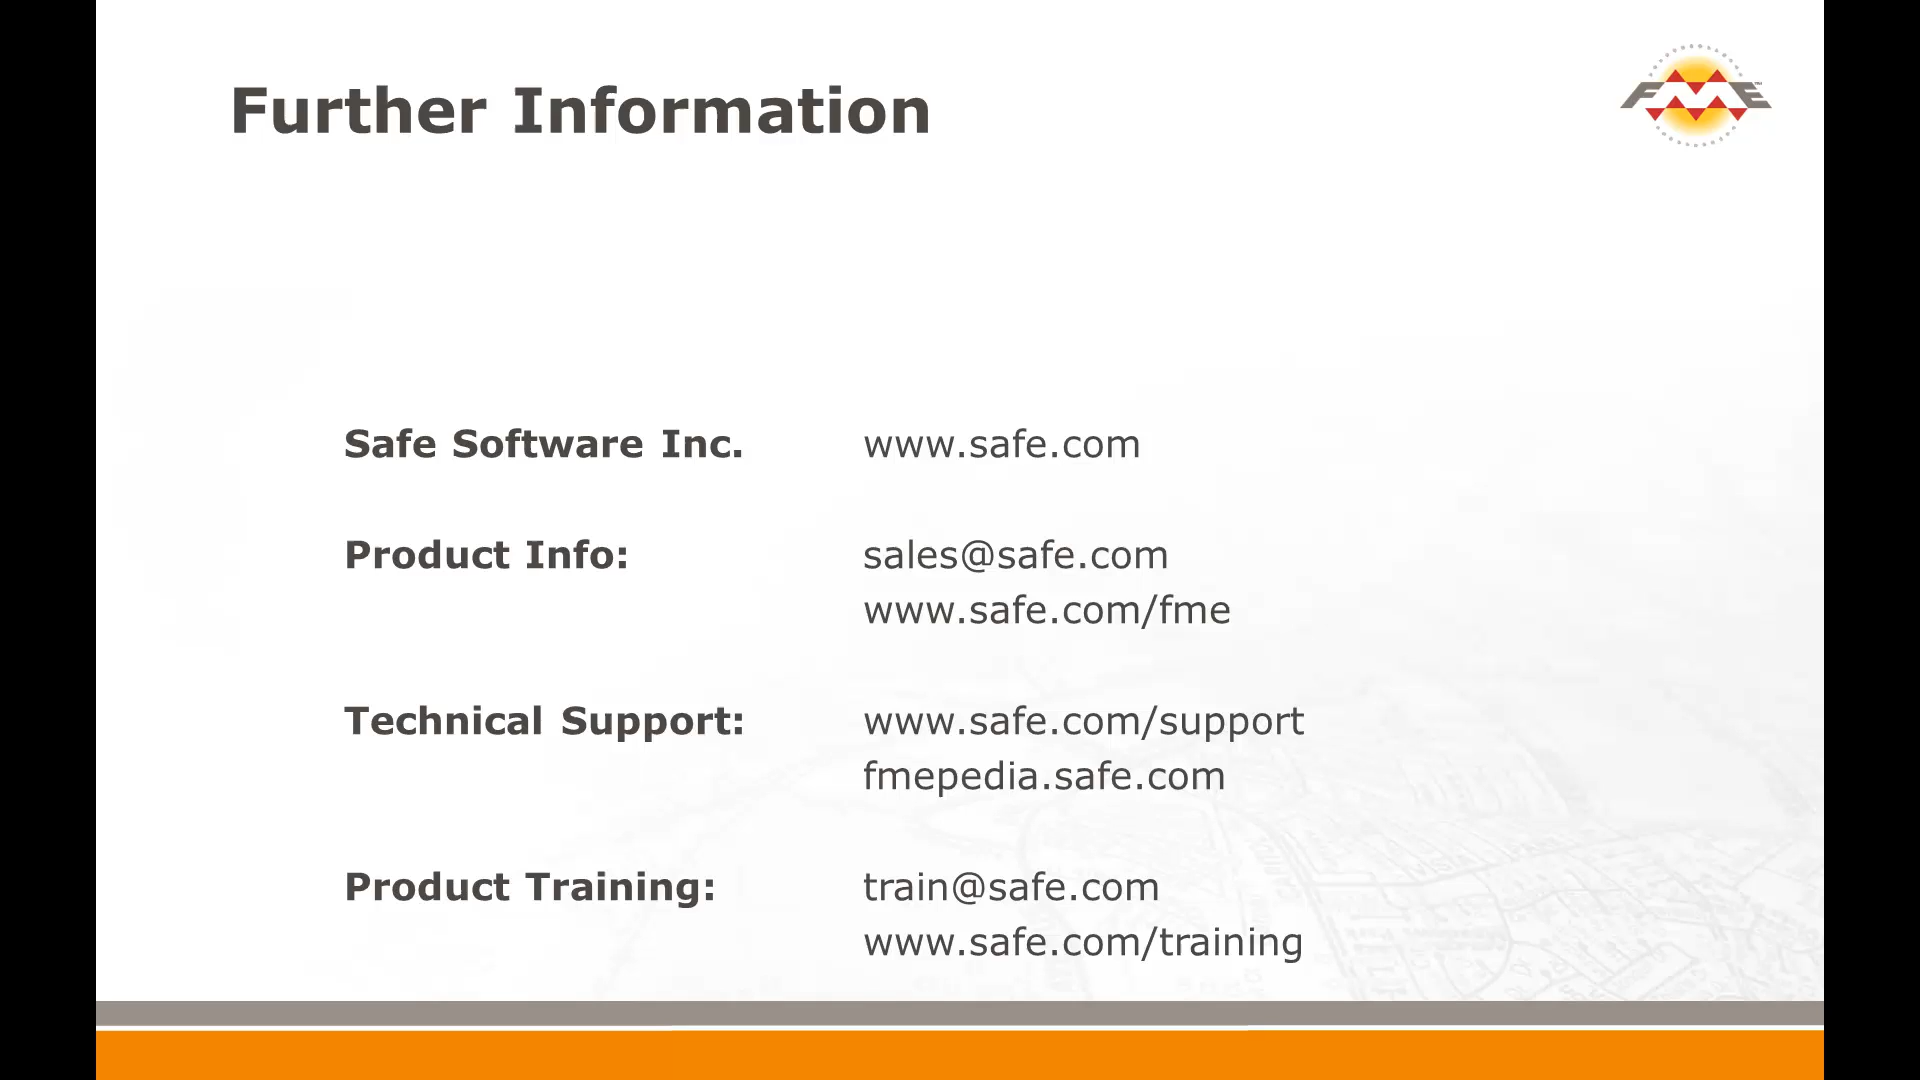 Further Information
FME
Safe Software Inc. www.safe.com
Product Info: sales@safe.com
www.safe.com/fme
Technical Support: www.safe.com/support
fmepedia.safe.com
Product Training: train@safe.com
www.safe.com/training